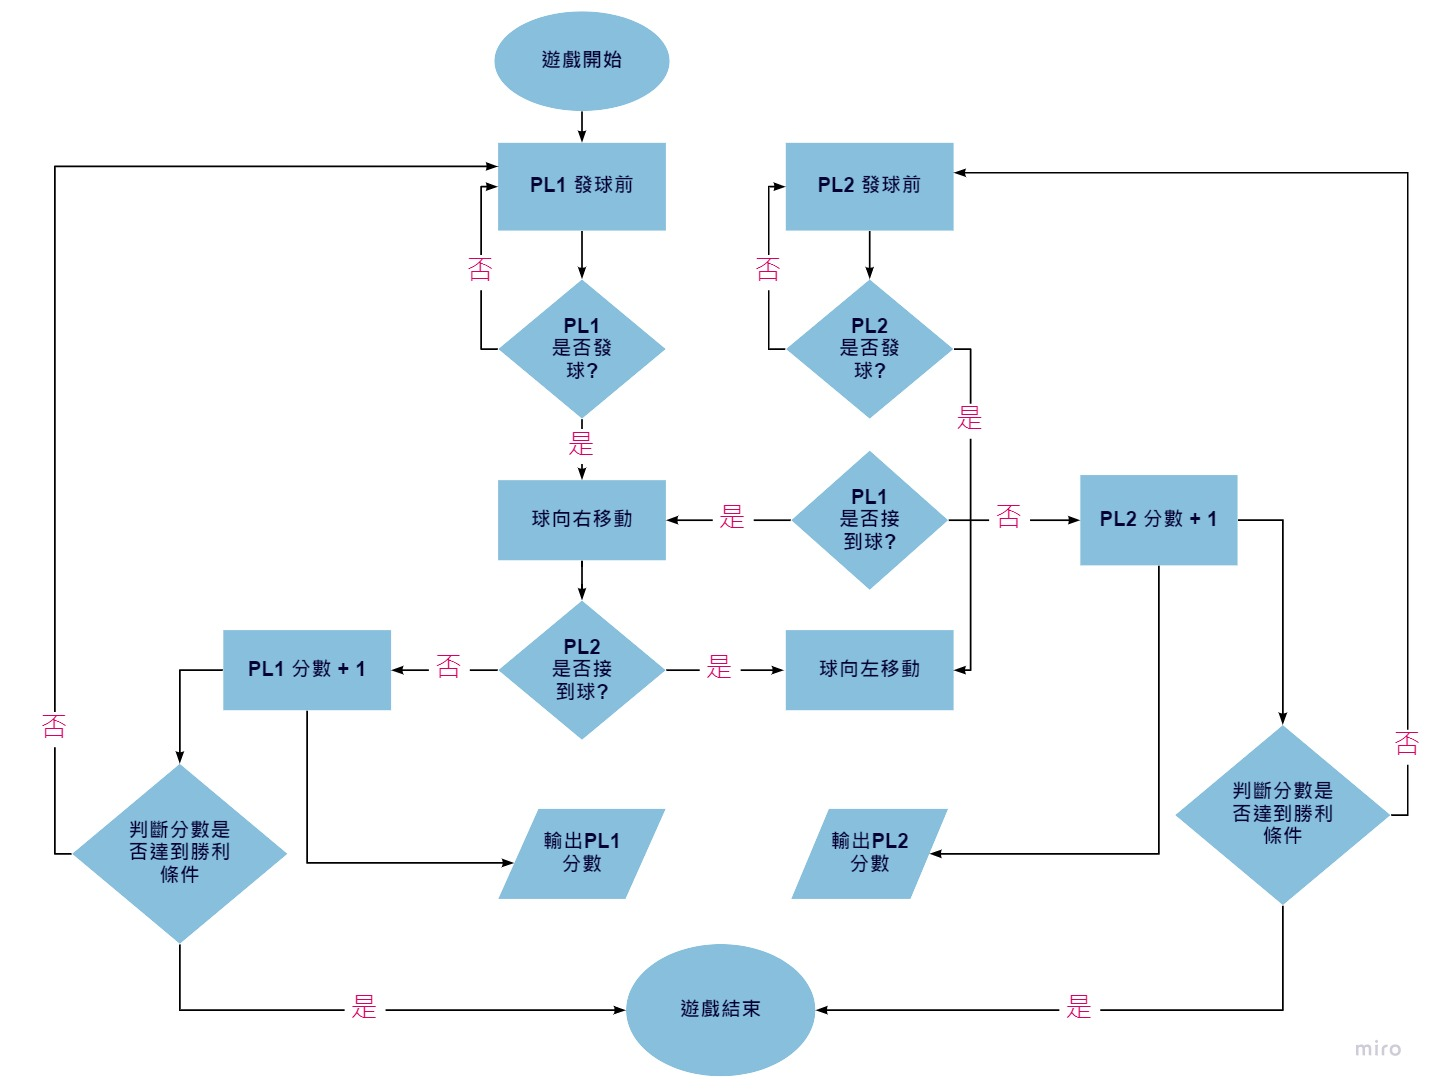 遊戲開始
PL1 發球前
PL2 發球前
否
否
PL1
是否發
球?
PL2
是否發
球?
是
是
球向右移動
是
PL1
是否接
到球?
否
PL2 分數 + 1
PL1 分數 + 1
否
PL2
是否接
到球?
是
球向左移動
否
否
判斷分數是
否達到勝利
條件
輸出PL1
分數
輸出PL2
分數
判斷分數是
否達到勝利
條件
是
遊戲結束
是
miro